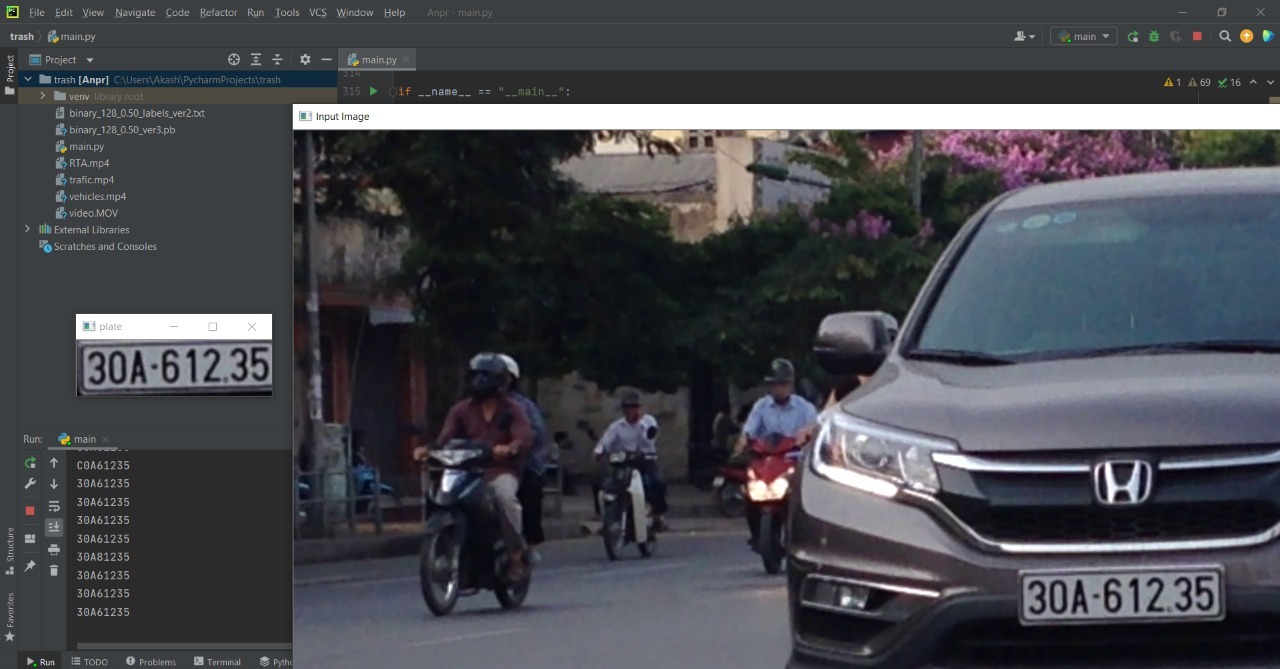 File Edit View Navigate Code Refactor Run Tools VCS Window Help Anpr - main.py
trash main.py
main
Project
Project
main.py
trash [Anpr] C:\Users\Akash\PycharmProjects\trash
venv library root
binary_128_0.50_labels_ver2.txt
binary_128_0.50_ver3.pb
main.py
RTA.mp4
trafic.mp4
vehicles.mp4
video.MOV
External Libraries
Scratches and Consoles
314
315 if __name__ == "__main__":
1 69 16
Input Image
plate
30A-612.35
30A-612.35
Run: main
C0A61235
30A61235
30A61235
30A61235
30A61235
30A81235
30A61235
30A61235
30A61235
Structure
Favorites
Run TODO Problems Terminal Pytho